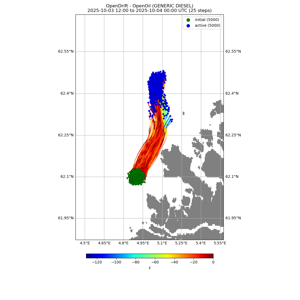 OpenDrift - OpenOil (GENERIC DIESEL)
2025-10-03 12:00 to 2025-10-04 00:00 UTC (25 steps)
initial (5000)
active (5000)
62.55°N
62.55°N
62.4°N
62.4°N
62.25°N
62.25°N
62.1°N
62.1°N
61.95°N
61.95°N
4.5°E 4.65°E 4.8°E 4.95°E 5.1°E 5.25°E 5.4°E 5.55°E
−120 −100 −80 −60 −40 −20 0
z